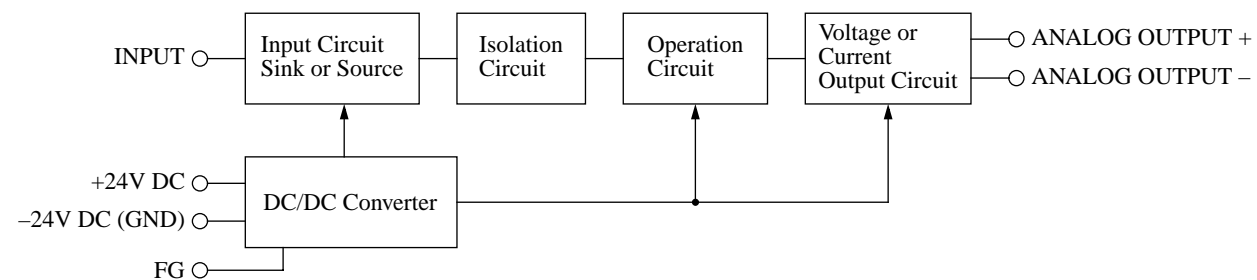 INPUT
Input Circuit
Sink or Source
Isolation
Circuit
Operation
Circuit
Voltage or
Current
Output Circuit
ANALOG OUTPUT +
ANALOG OUTPUT –
+24V DC
–24V DC (GND)
FG
DC/DC Converter